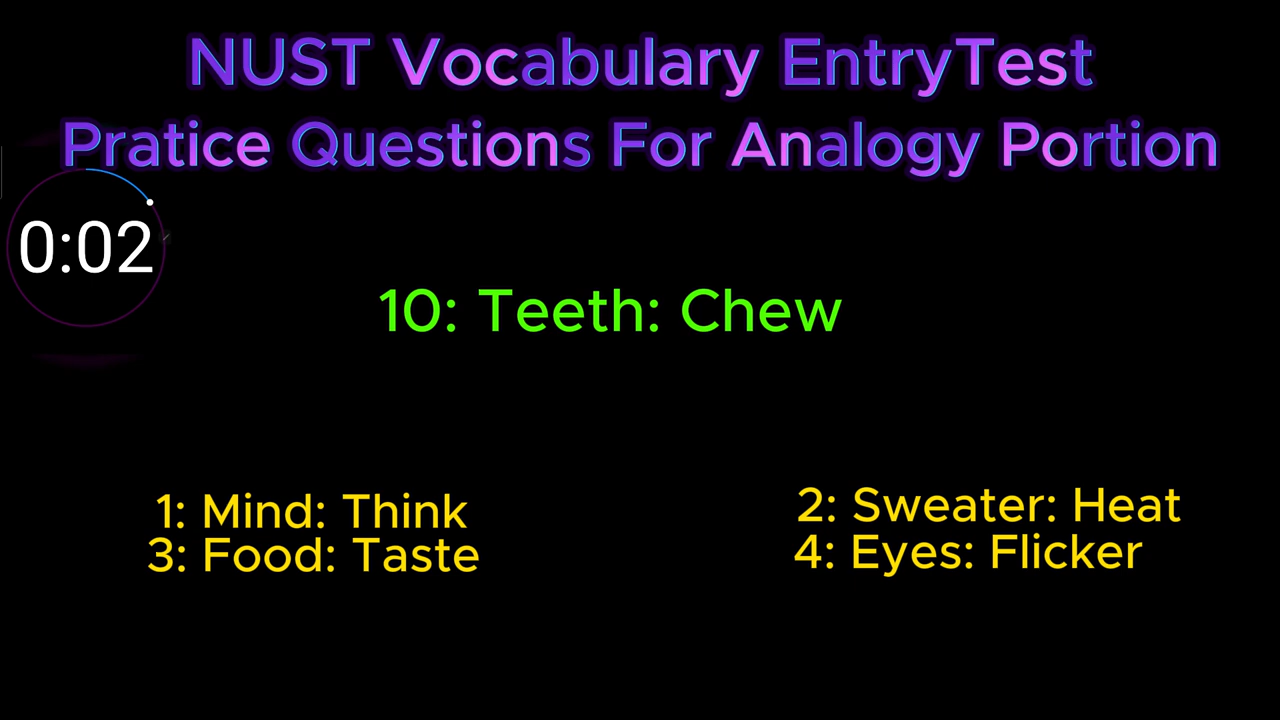 NUST Vocabulary EntryTest
Pratice Questions For Analogy Portion
0:02
10: Teeth: Chew
1: Mind: Think
2: Sweater: Heat
3: Food: Taste
4: Eyes: Flicker